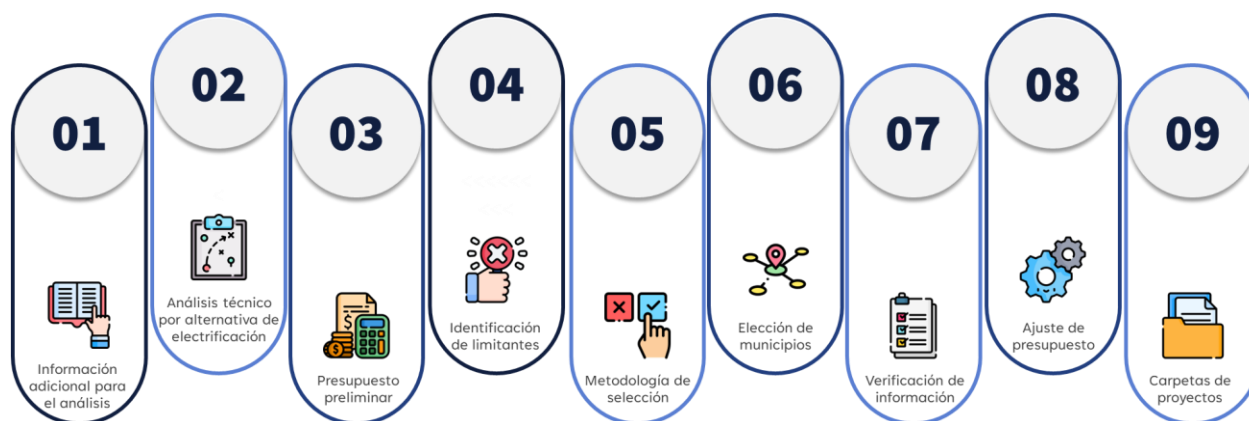 01
Información
adicional para
el análisis
02
Análisis técnico
por alternativa de
electrificación
03
Presupuesto
preliminar
04
Identificación
de limitantes
05
Metodología de
selección
06
Elección de
municipios
07
Verificación de
información
08
Ajuste de
presupuesto
09
Carpetas de
proyectos